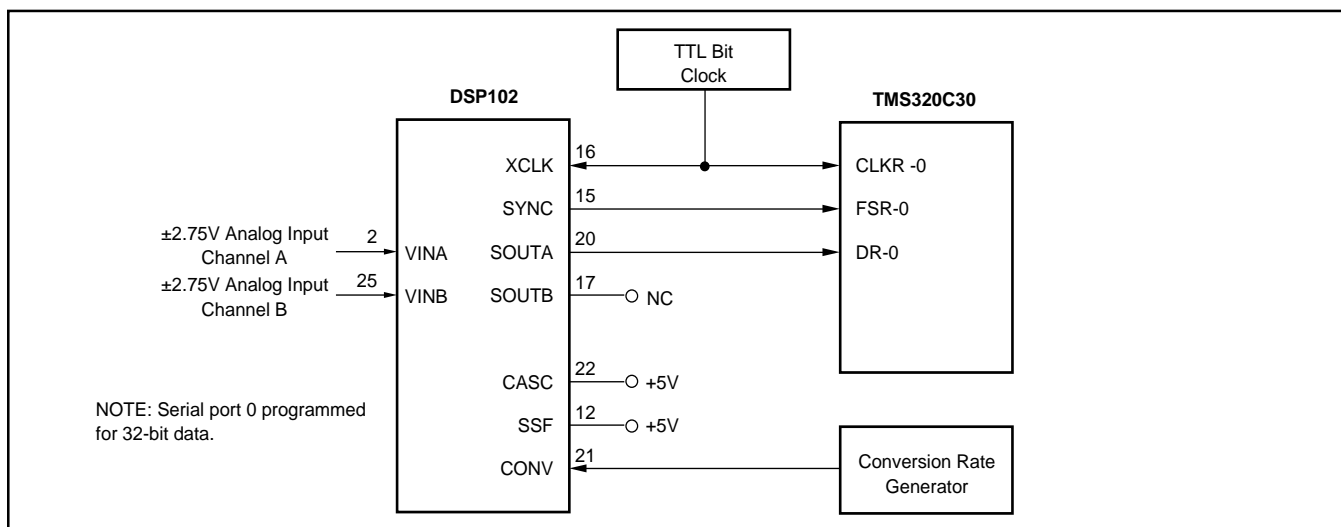 TTL Bit
Clock
DSP102
TMS320C30
XCLK
16
CLKR -0
SYNC
15
FSR-0
±2.75V Analog Input
Channel A
2
VINA
SOUTA
20
DR-0
±2.75V Analog Input
Channel B
25
VINB
SOUTB
17
NC
CASC
22
+5V
NOTE: Serial port 0 programmed
for 32-bit data.
SSF
12
+5V
CONV
21
Conversion Rate
Generator